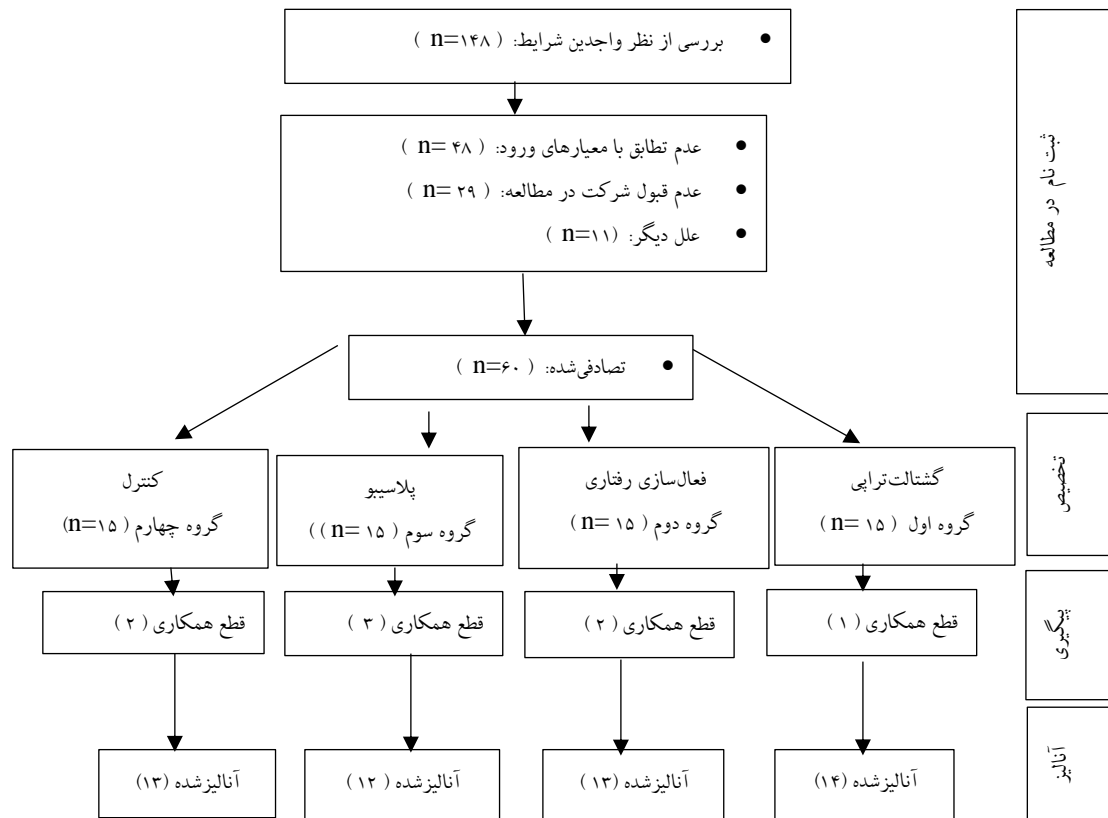 بررسی از نظر واجدین شرایط: ( n=۱۴۸ )
عدم تطابق با معیارهای ورود: ( n= ۴۸ )
عدم قبول شرکت در مطالعه: ( n= ۲۹ )
علل دیگر: (n=۱۱ )
ثبت نام در مطالعه
تصادفی‌شده: ( n=۶۰ )
تخصیص
گشتالت‌تراپی
گروه اول ( n= ۱۵ )
فعال‌سازی رفتاری
گروه دوم ( n= ۱۵ )
پلاسیبو
گروه سوم ( n= ۱۵ ))
کنترل
گروه چهارم ( n=۱۵)
پیگیری
قطع همکاری ( ۱ )
قطع همکاری ( ۲ )
قطع همکاری ( ۳ )
قطع همکاری ( ۲ )
آنالیز
آنالیزشده (۱۴)
آنالیزشده (۱۳ )
آنالیزشده ( ۱۲ )
آنالیزشده (۱۳)